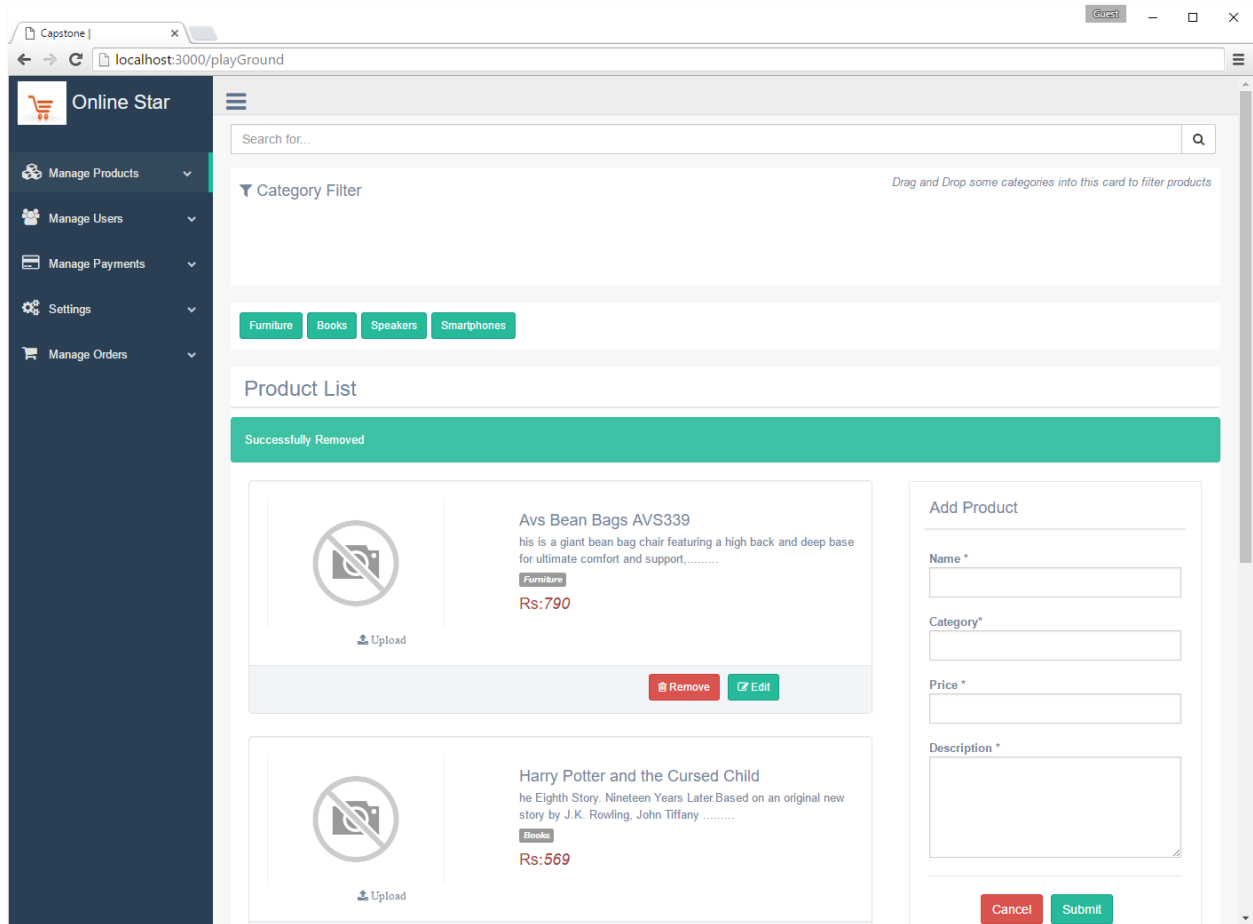 Guest
Capstone |
localhost:3000/playGround
Online Star
Manage Products
Manage Users
Manage Payments
Settings
Manage Orders
Search for...
Category Filter
Drag and Drop some categories into this card to filter products
Furniture Books Speakers Smartphones
Product List
Successfully Removed
Avs Bean Bags AVS339
his is a giant bean bag chair featuring a high back and deep base
for ultimate comfort and support,.........
Furniture
Rs:790
Upload
Remove Edit
Harry Potter and the Cursed Child
he Eighth Story. Nineteen Years Later.Based on an original new
story by J.K. Rowling, John Tiffany .........
Books
Rs:569
Upload
Add Product
Name *
Category*
Price *
Description *
Cancel Submit